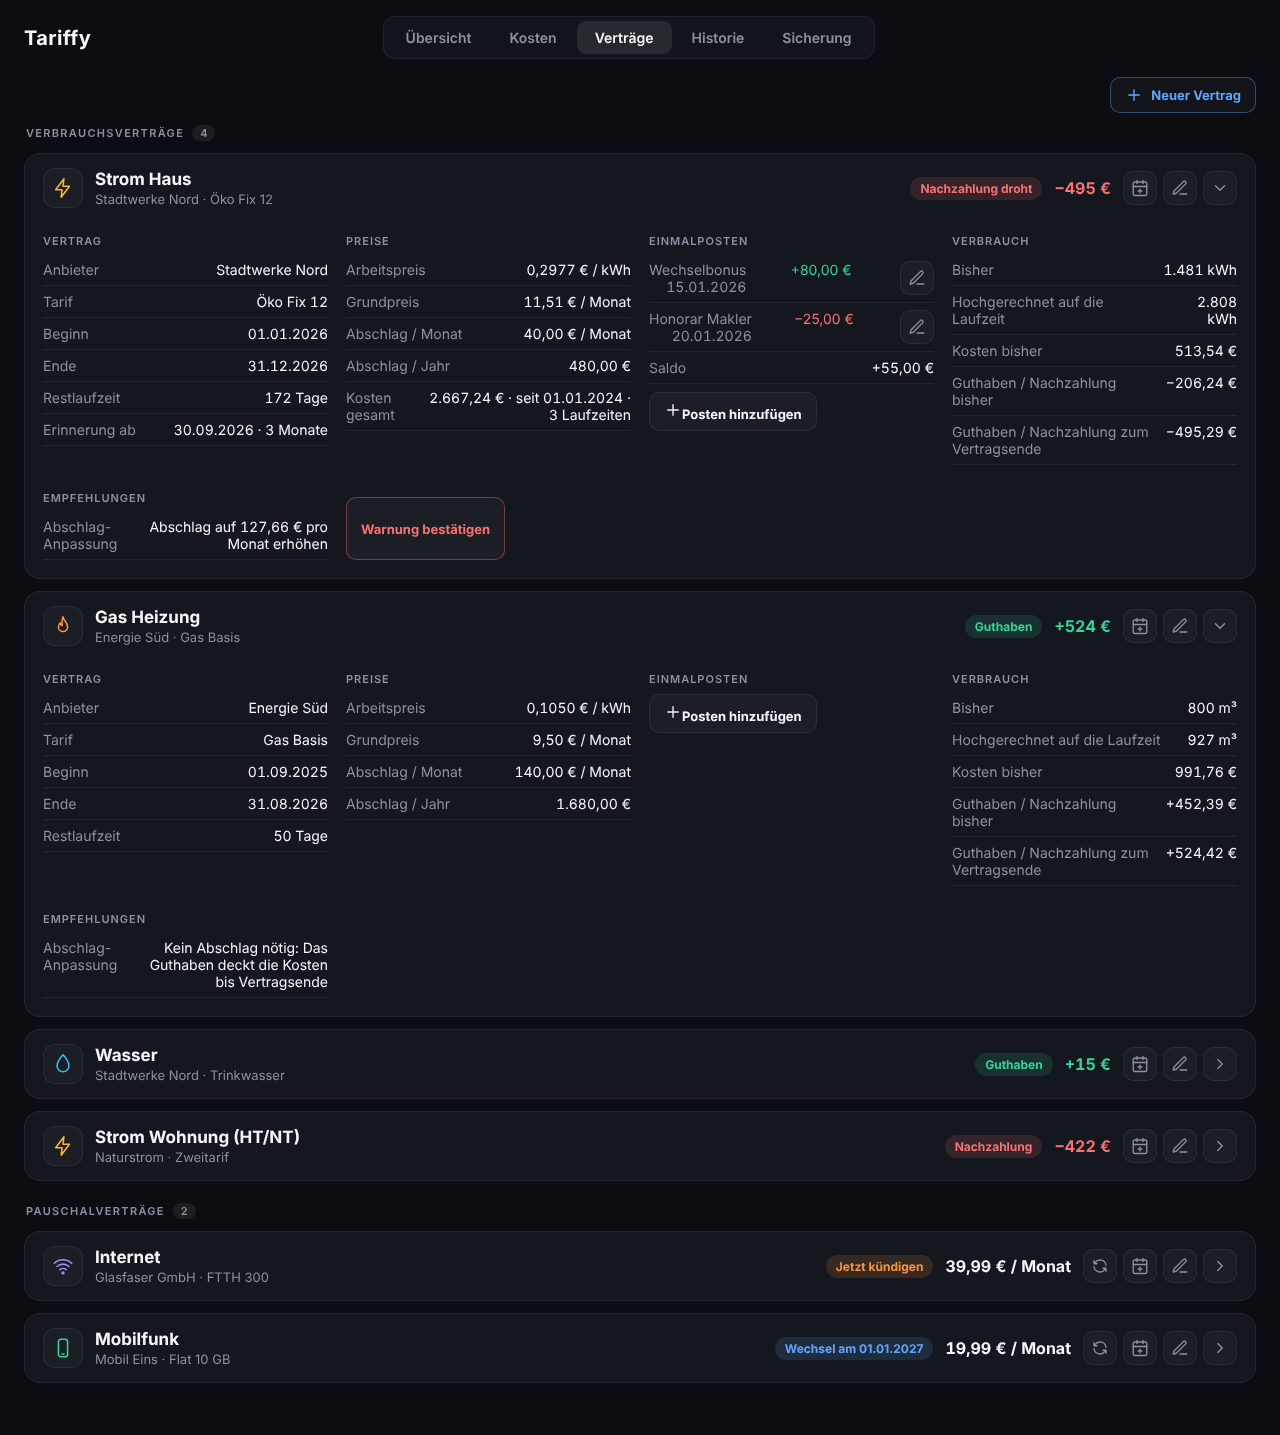 Tariffy
Übersicht
Kosten
Verträge
Historie
Sicherung
Neuer Vertrag
VERBRAUCHSVERTRÄGE 4
Strom Haus
Stadtwerke Nord · Öko Fix 12
Nachzahlung droht
−495 €
VERTRAG
Anbieter Stadtwerke Nord
Tarif Öko Fix 12
Beginn 01.01.2026
Ende 31.12.2026
Restlaufzeit 172 Tage
Erinnerung ab 30.09.2026 · 3 Monate
PREISE
Arbeitspreis 0,2977 € / kWh
Grundpreis 11,51 € / Monat
Abschlag / Monat 40,00 € / Monat
Abschlag / Jahr 480,00 €
Kosten 2.667,24 € · seit 01.01.2024 ·
gesamt 3 Laufzeiten
EINMALPOSTEN
Wechselbonus +80,00 €
15.01.2026
Honorar Makler −25,00 €
20.01.2026
Saldo +55,00 €
Posten hinzufügen
VERBRAUCH
Bisher 1.481 kWh
Hochgerechnet auf die 2.808
Laufzeit kWh
Kosten bisher 513,54 €
Guthaben / Nachzahlung −206,24 €
bisher
Guthaben / Nachzahlung zum −495,29 €
Vertragsende
EMPFEHLUNGEN
Abschlag- Abschlag auf 127,66 € pro
Anpassung Monat erhöhen
Warnung bestätigen
Gas Heizung
Energie Süd · Gas Basis
Guthaben
+524 €
VERTRAG
Anbieter Energie Süd
Tarif Gas Basis
Beginn 01.09.2025
Ende 31.08.2026
Restlaufzeit 50 Tage
PREISE
Arbeitspreis 0,1050 € / kWh
Grundpreis 9,50 € / Monat
Abschlag / Monat 140,00 € / Monat
Abschlag / Jahr 1.680,00 €
EINMALPOSTEN
Posten hinzufügen
VERBRAUCH
Bisher 800 m³
Hochgerechnet auf die Laufzeit 927 m³
Kosten bisher 991,76 €
Guthaben / Nachzahlung +452,39 €
bisher
Guthaben / Nachzahlung zum +524,42 €
Vertragsende
EMPFEHLUNGEN
Abschlag- Kein Abschlag nötig: Das
Anpassung Guthaben deckt die Kosten
bis Vertragsende
Wasser
Stadtwerke Nord · Trinkwasser
Guthaben
+15 €
Strom Wohnung (HT/NT)
Naturstrom · Zweitarif
Nachzahlung
−422 €
PAUSCHALVERTRÄGE 2
Internet
Glasfaser GmbH · FTTH 300
Jetzt kündigen
39,99 € / Monat
Mobilfunk
Mobil Eins · Flat 10 GB
Wechsel am 01.01.2027
19,99 € / Monat